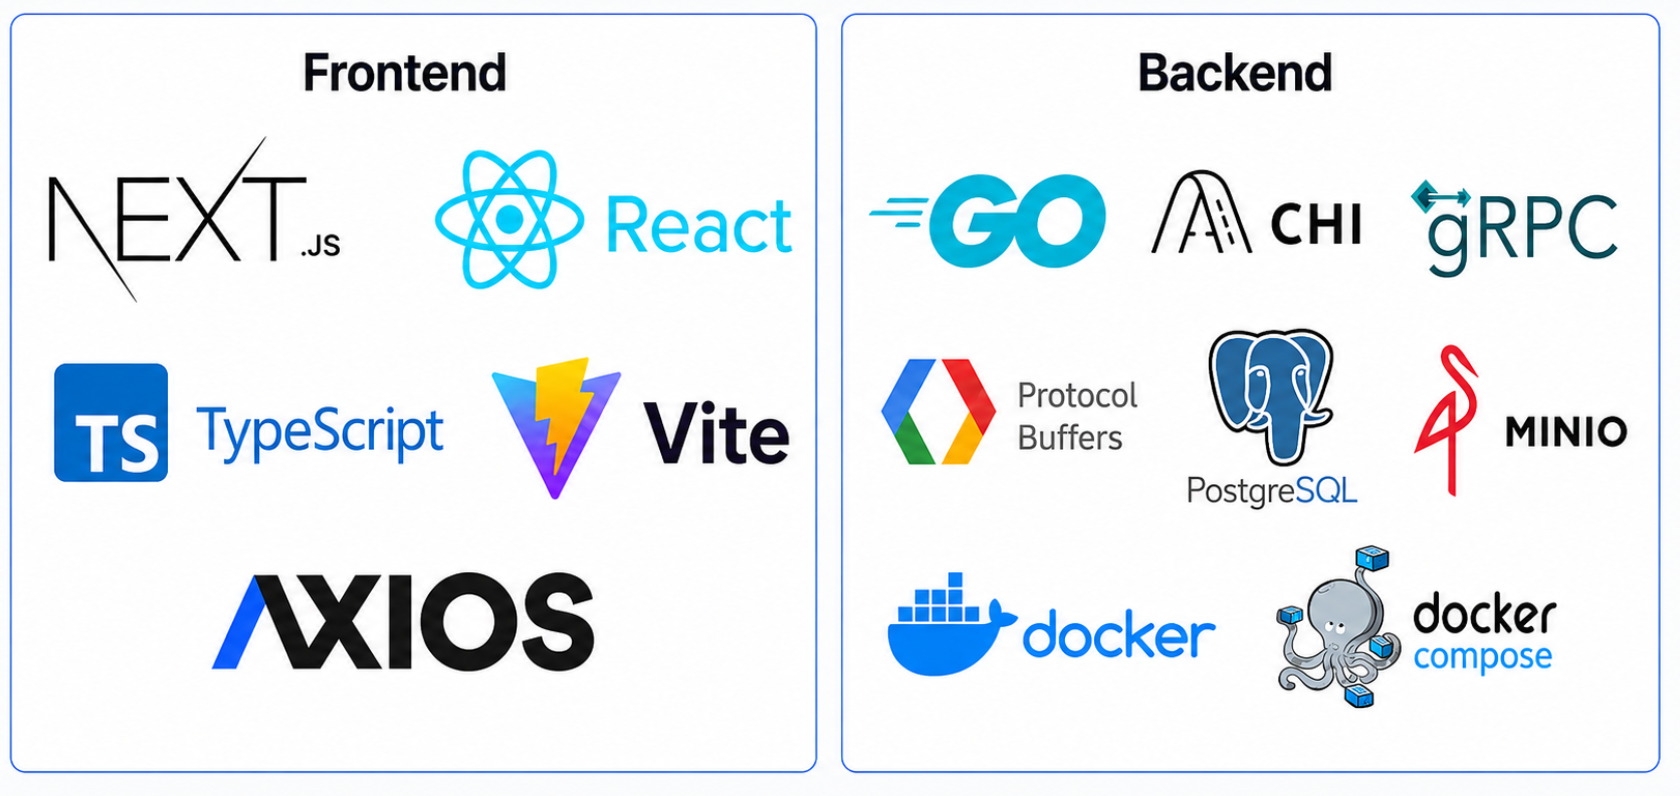 Frontend
NEXT.JS
React
TS
TypeScript
Vite
AXIOS
Backend
GO
CHI
gRPC
Protocol
Buffers
PostgreSQL
MINIO
docker
docker
compose